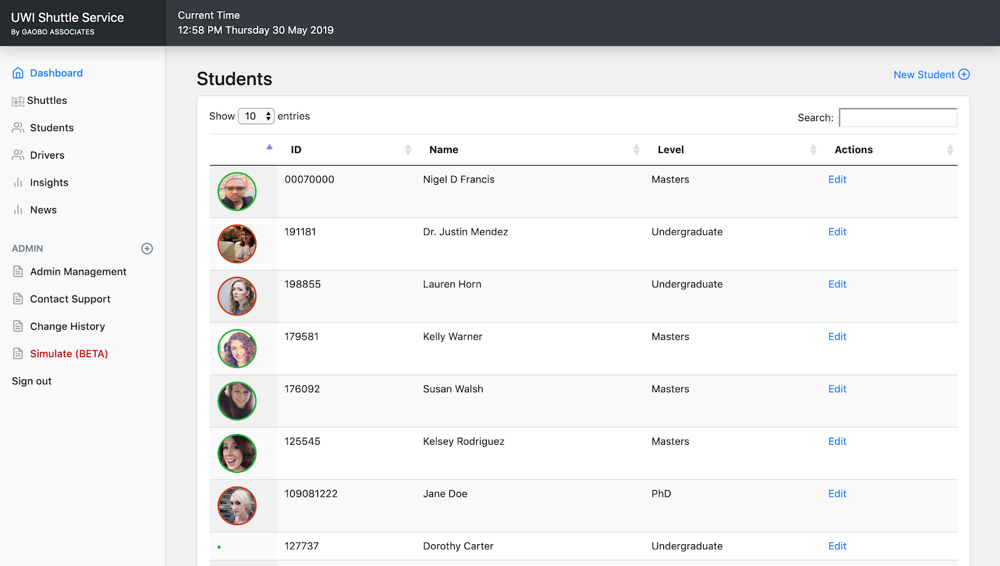 UWI Shuttle Service
By GAOBO ASSOCIATES
Current Time
12:58 PM Thursday 30 May 2019
Dashboard
Shuttles
Students
Drivers
Insights
News
ADMIN
Admin Management
Contact Support
Change History
Simulate (BETA)
Sign out
Students
New Student
Show 10 entries
Search:
ID Name Level Actions
00070000 Nigel D Francis Masters Edit
191181 Dr. Justin Mendez Undergraduate Edit
198855 Lauren Horn Undergraduate Edit
179581 Kelly Warner Masters Edit
176092 Susan Walsh Masters Edit
125545 Kelsey Rodriguez Masters Edit
109081222 Jane Doe PhD Edit
127737 Dorothy Carter Undergraduate Edit